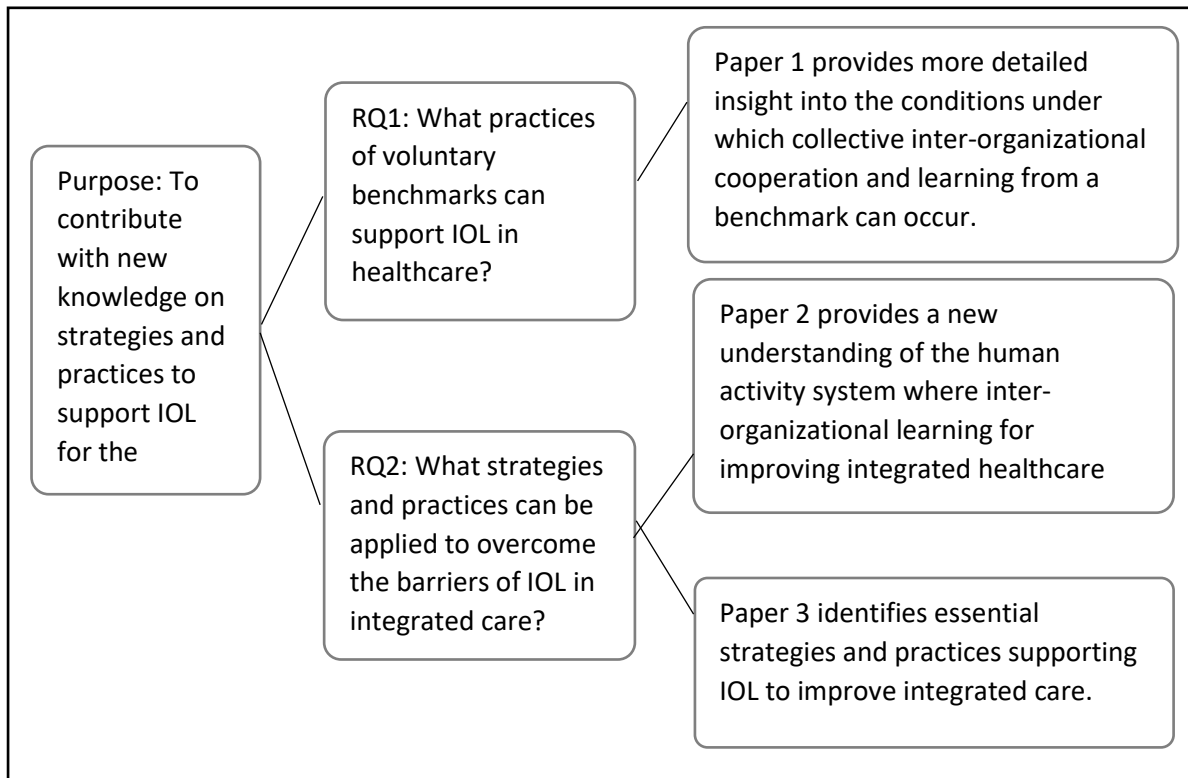 Purpose: To
contribute
with new
knowledge on
strategies and
practices to
support IOL
for the
RQ1: What practices
of voluntary
benchmarks can
support IOL in
healthcare?
RQ2: What strategies
and practices can be
applied to overcome
the barriers of IOL in
integrated care?
Paper 1 provides more detailed
insight into the conditions under
which collective inter-organizational
cooperation and learning from a
benchmark can occur.
Paper 2 provides a new
understanding of the human
activity system where inter-
organizational learning for
improving integrated healthcare
Paper 3 identifies essential
strategies and practices supporting
IOL to improve integrated care.